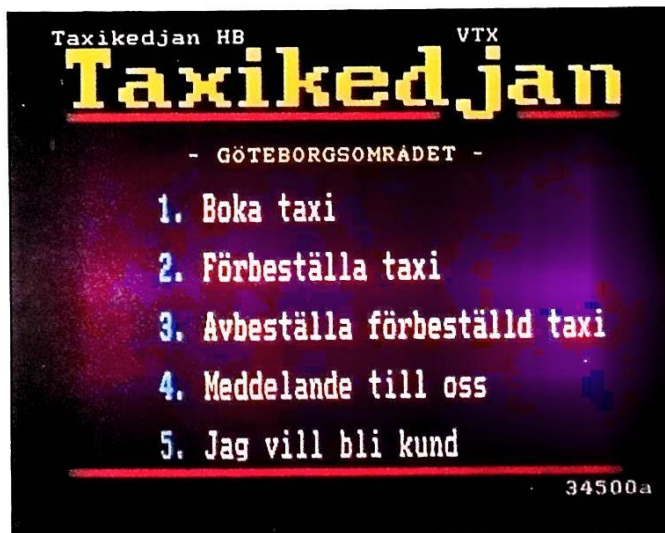 Taxikedjan HB VTX
Taxikedjan
- GÖTEBORGSOMRÅDET -
1. Boka taxi
2. Förbeställa taxi
3. Avbeställa förbeställd taxi
4. Meddelande till oss
5. Jag vill bli kund
34500a